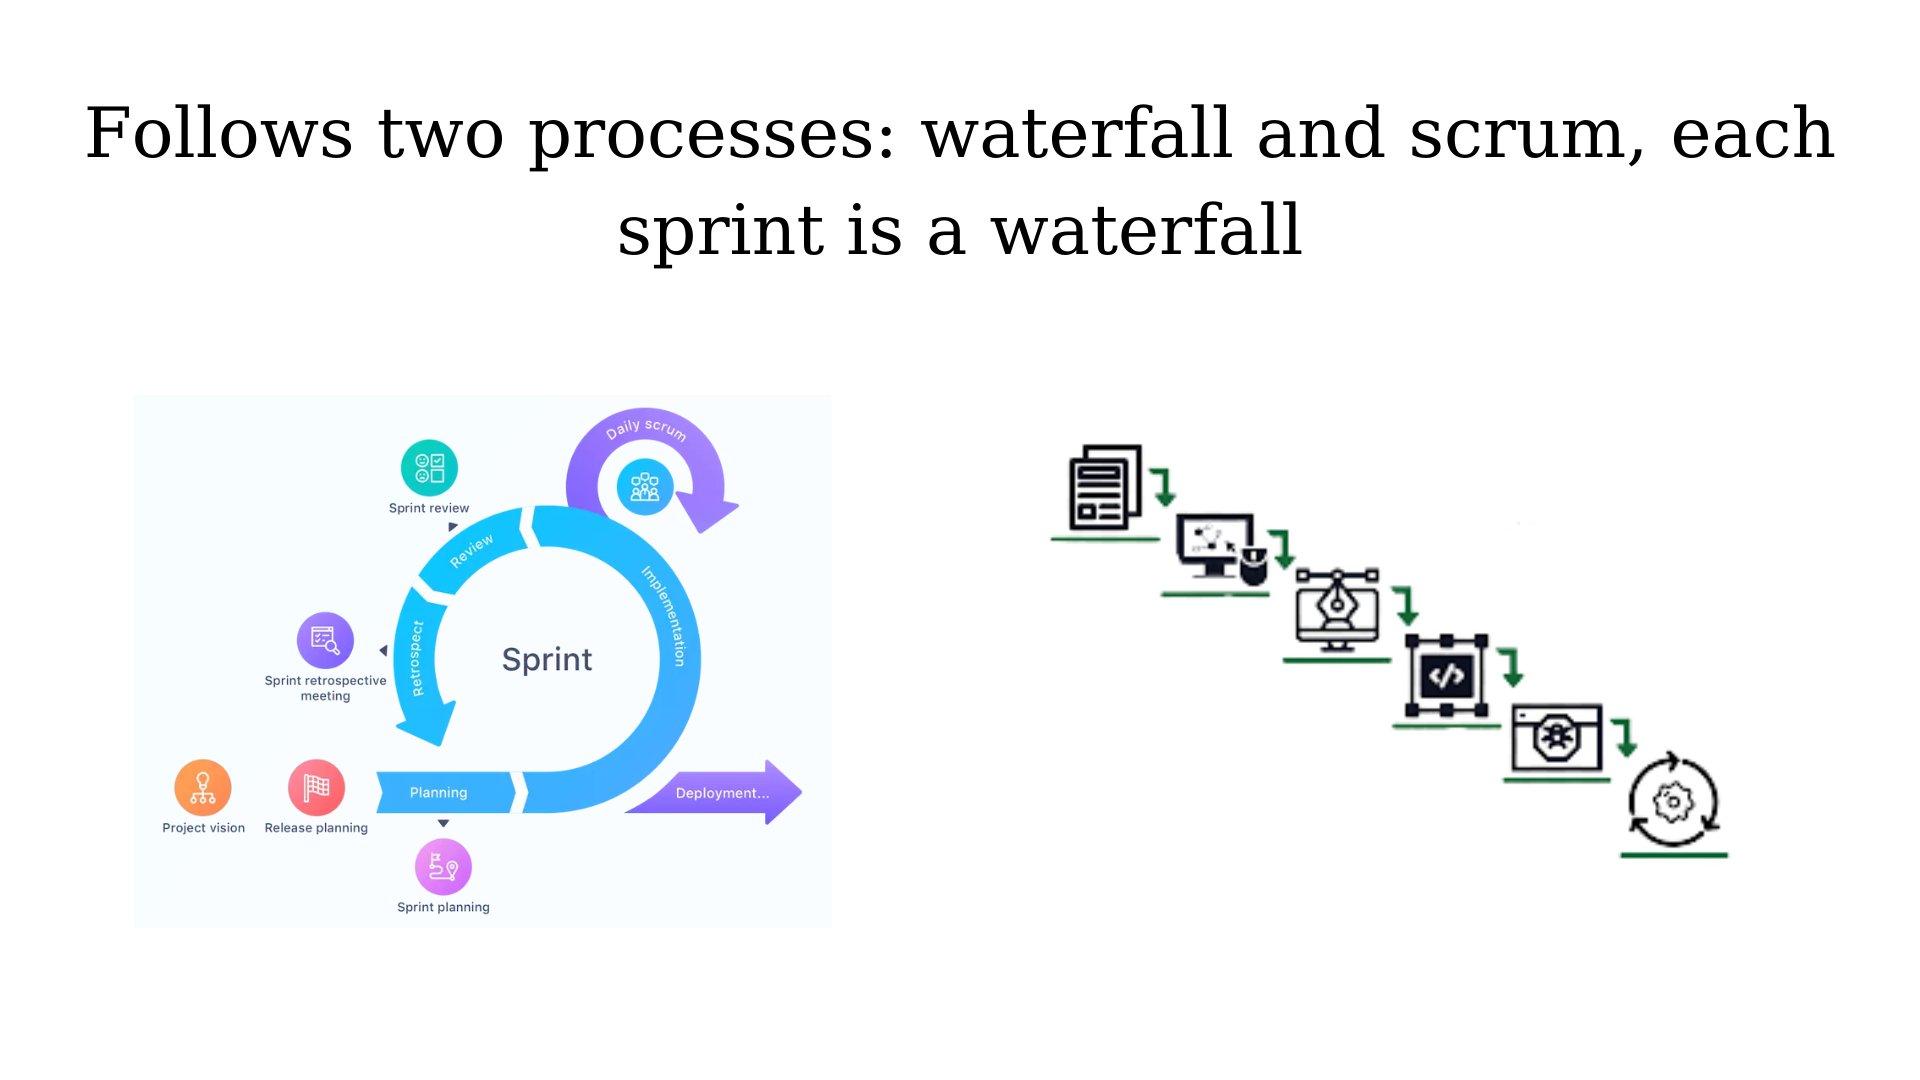 Follows two processes: waterfall and scrum, each
sprint is a waterfall
Daily scrum
Sprint review
Review
Implementation
Retrospect
Sprint
Sprint retrospective
meeting
Planning
Deployment...
Project vision
Release planning
Sprint planning